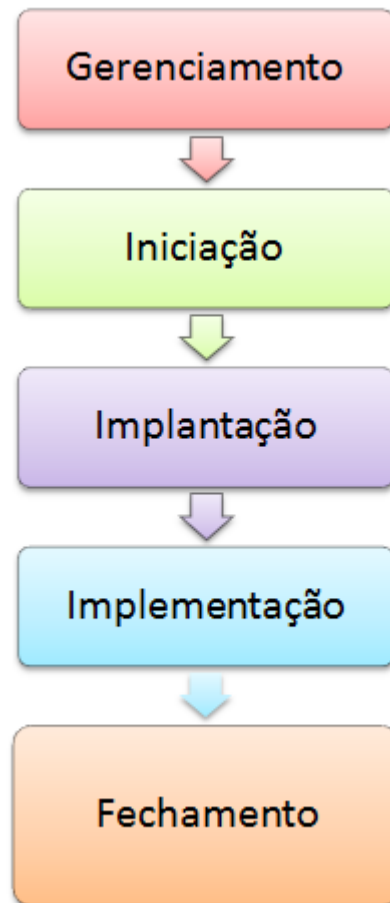 Gerenciamento
Iniciação
Implantação
Implementação
Fechamento